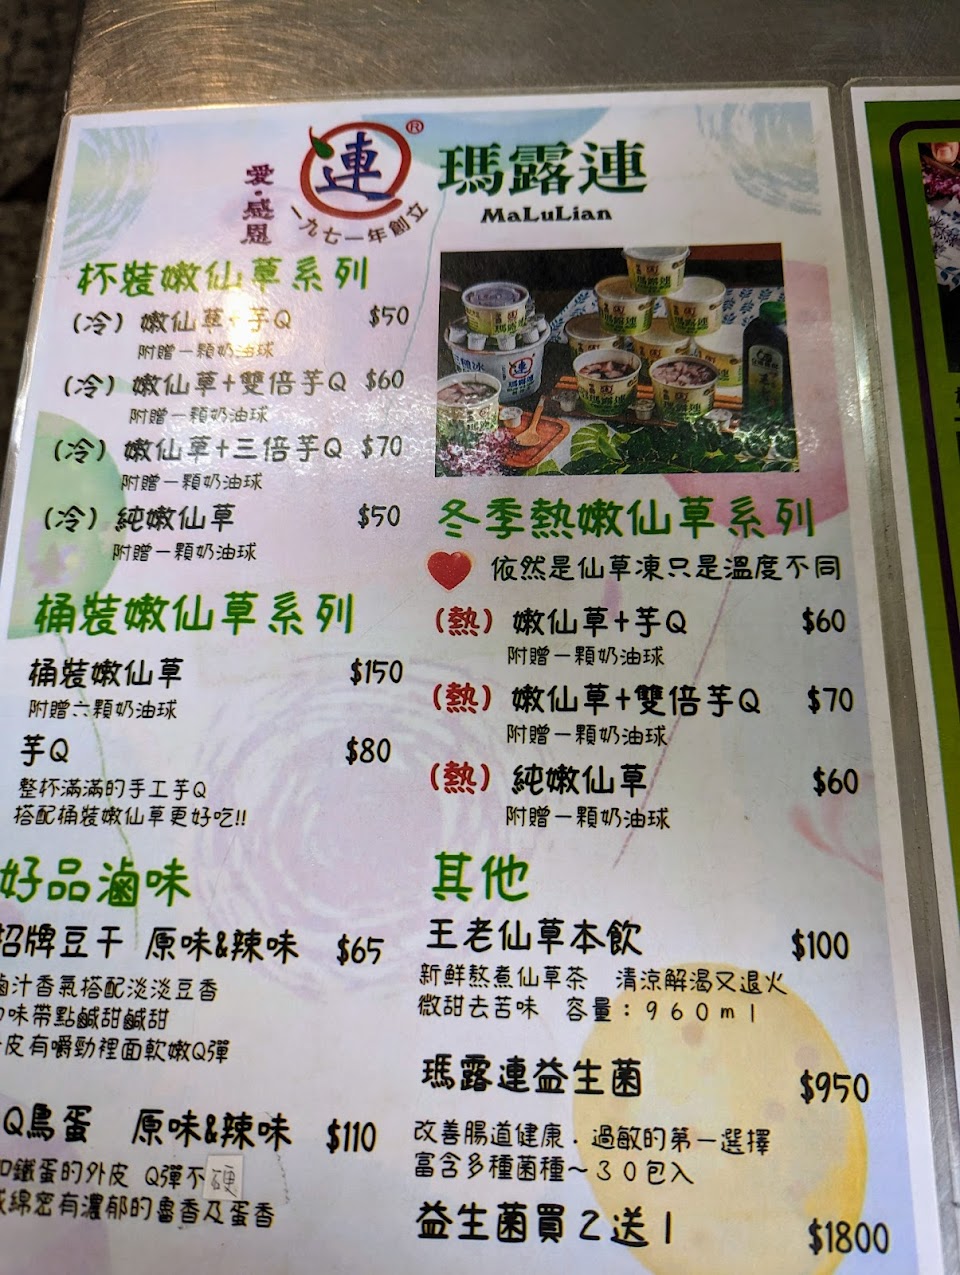 愛·感恩
連®
一九七一年創立
瑪露連
MaLuLian
杯裝嫩仙草系列
(冷) 嫩仙草+芋Q $50
附贈一顆奶油球
(冷) 嫩仙草+雙倍芋Q $60
附贈一顆奶油球
(冷) 嫩仙草+三倍芋Q $70
附贈一顆奶油球
(冷) 純嫩仙草 $50
附贈一顆奶油球
桶裝嫩仙草系列
桶裝嫩仙草 $150
附贈六顆奶油球
芋Q $80
整杯滿滿的手工芋Q
搭配桶裝嫩仙草更好吃!!
好品滷味
招牌豆干 原味&辣味 $65
滷汁香氣搭配淡淡豆香
味帶點鹹甜鹹甜
皮有嚼勁裡面軟嫩Q彈
Q鳥蛋 原味&辣味 $110
鐵蛋的外皮 Q彈不硬
綿密有濃郁的魯香及蛋香
冬季熱嫩仙草系列
依然是仙草凍只是溫度不同
(熱) 嫩仙草+芋Q $60
附贈一顆奶油球
(熱) 嫩仙草+雙倍芋Q $70
附贈一顆奶油球
(熱) 純嫩仙草 $60
附贈一顆奶油球
其他
王老仙草本飲 $100
新鮮熬煮仙草茶 清涼解渴又退火
微甜去苦味 容量:960ml
瑪露連益生菌 $950
改善腸道健康.過敏的第一選擇
富含多種菌種~30包入
益生菌買2送1 $1800